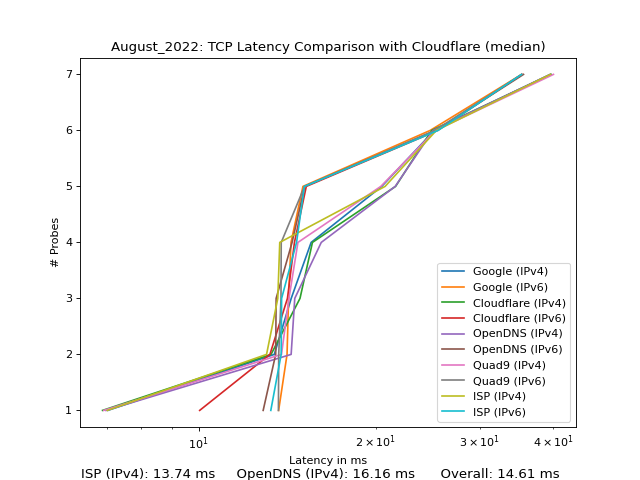 August_2022: TCP Latency Comparison with Cloudflare (median)
# Probes
7
6
5
4
3
2
1
Google (IPv4)
Google (IPv6)
Cloudflare (IPv4)
Cloudflare (IPv6)
OpenDNS (IPv4)
OpenDNS (IPv6)
Quad9 (IPv4)
Quad9 (IPv6)
ISP (IPv4)
ISP (IPv6)
10¹ 2 × 10¹ 3 × 10¹ 4 × 10¹
Latency in ms
ISP (IPv4): 13.74 ms OpenDNS (IPv4): 16.16 ms Overall: 14.61 ms